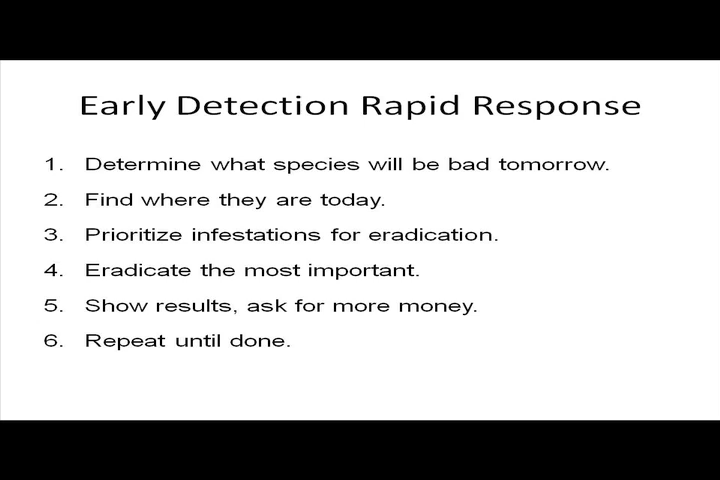 Early Detection Rapid Response
1. Determine what species will be bad tomorrow.
2. Find where they are today.
3. Prioritize infestations for eradication.
4. Eradicate the most important.
5. Show results, ask for more money.
6. Repeat until done.